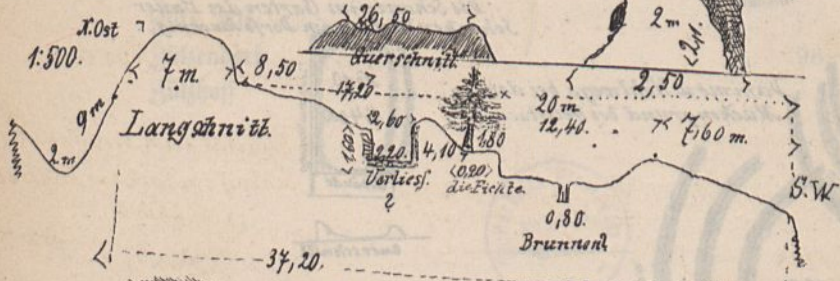 N.Ost
1:500.
26,50
Querschnitt
2 m
7 m.
8,50
17,20
2,50
9 m
Langschnitt.
20 m.
12,40.
7,60 m.
2,60
2 m
2,20.
4,10
1,80
Verliess.
?
0,20
die Fichte.
S.W
0,80.
Brunnen
37,20.